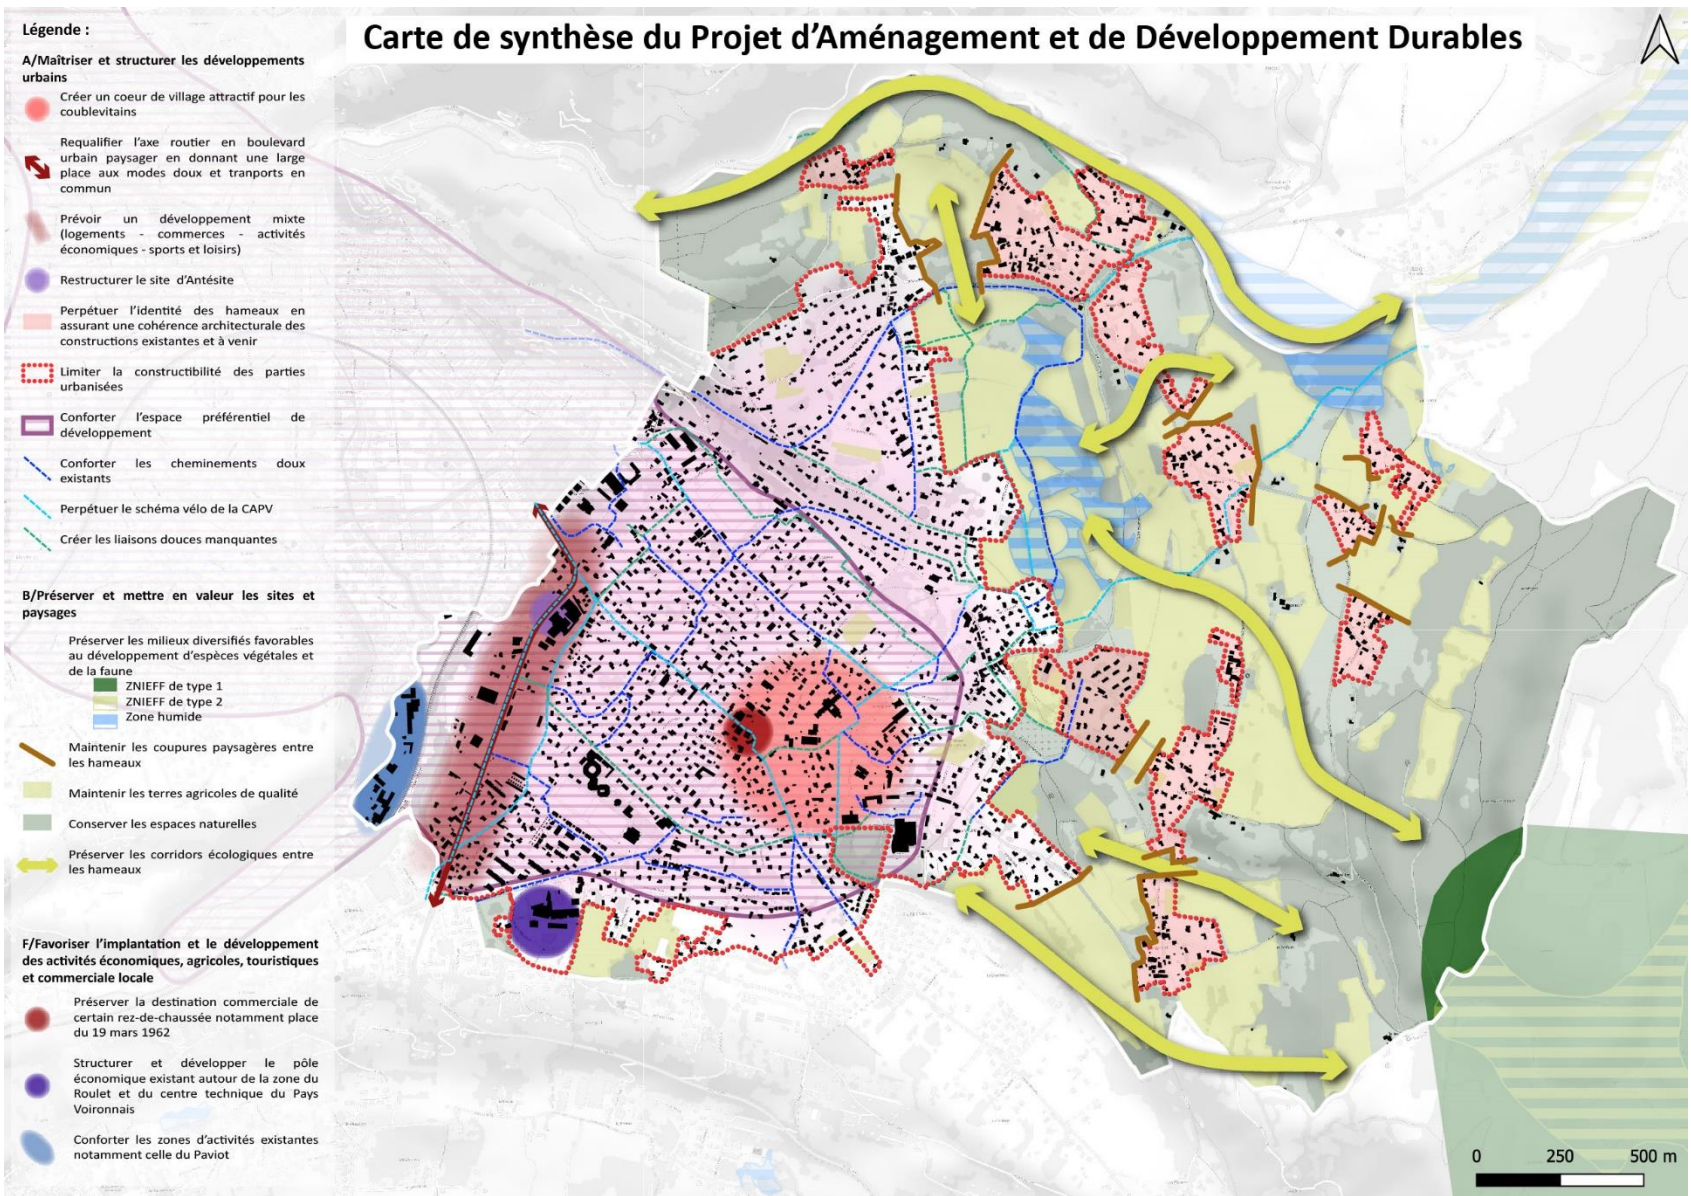 Carte de synthèse du Projet d'Aménagement et de Développement Durables
Légende :
A/Maîtriser et structurer les développements
urbains
Créer un coeur de village attractif pour les
coublevitains
Requalifier l'axe routier en boulevard
urbain paysager en donnant une large
place aux modes doux et tranports en
commun
Prévoir un développement mixte
(logements - commerces - activités
économiques - sports et loisirs)
Restructurer le site d'Antésite
Perpétuer l'identité des hameaux en
assurant une cohérence architecturale des
constructions existantes et à venir
Limiter la constructibilité des parties
urbanisées
Conforter l'espace préférentiel de
développement
Conforter les cheminements doux
existants
Perpétuer le schéma vélo de la CAPV
Créer les liaisons douces manquantes
B/Préserver et mettre en valeur les sites et
paysages
Préserver les milieux diversifiés favorables
au développement d'espèces végétales et
de la faune
ZNIEFF de type 1
ZNIEFF de type 2
Zone humide
Maintenir les coupures paysagères entre
les hameaux
Maintenir les terres agricoles de qualité
Conserver les espaces naturelles
Préserver les corridors écologiques entre
les hameaux
F/Favoriser l'implantation et le développement
des activités économiques, agricoles, touristiques
et commerciale locale
Préserver la destination commerciale de
certain rez-de-chaussée notamment place
du 19 mars 1962
Structurer et développer le pôle
économique existant autour de la zone du
Roulet et du centre technique du Pays
Voironnais
Conforter les zones d'activités existantes
notamment celle du Paviot
0 250 500 m